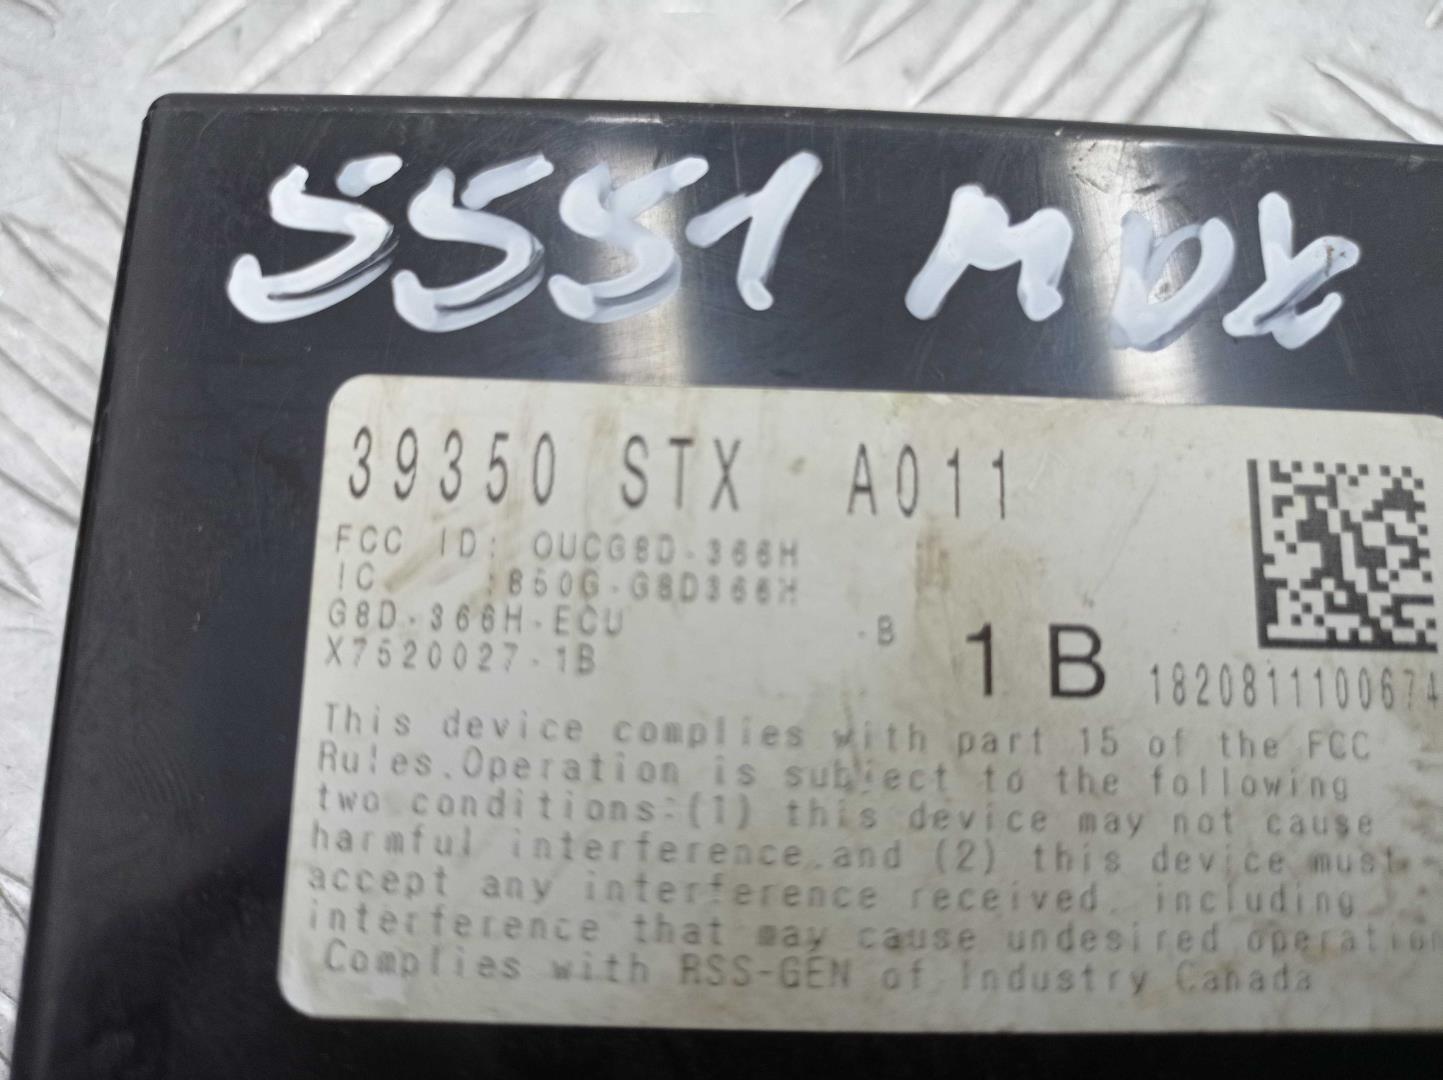 5551 MDX
39350 STX A011
FCC ID: OUCG8D-366H
IC :850G-G8D366H
G8D-366H-ECU -B
X7520027-1B
1B
1820811100674
This device complies with part 15 of the FCC
Rules.Operation is subject to the following
two conditions:(1) this device may not cause
harmful interference.and (2) this device must
accept any interference received. including
interference that may cause undesired operation
Complies with RSS-GEN of Industry Canada